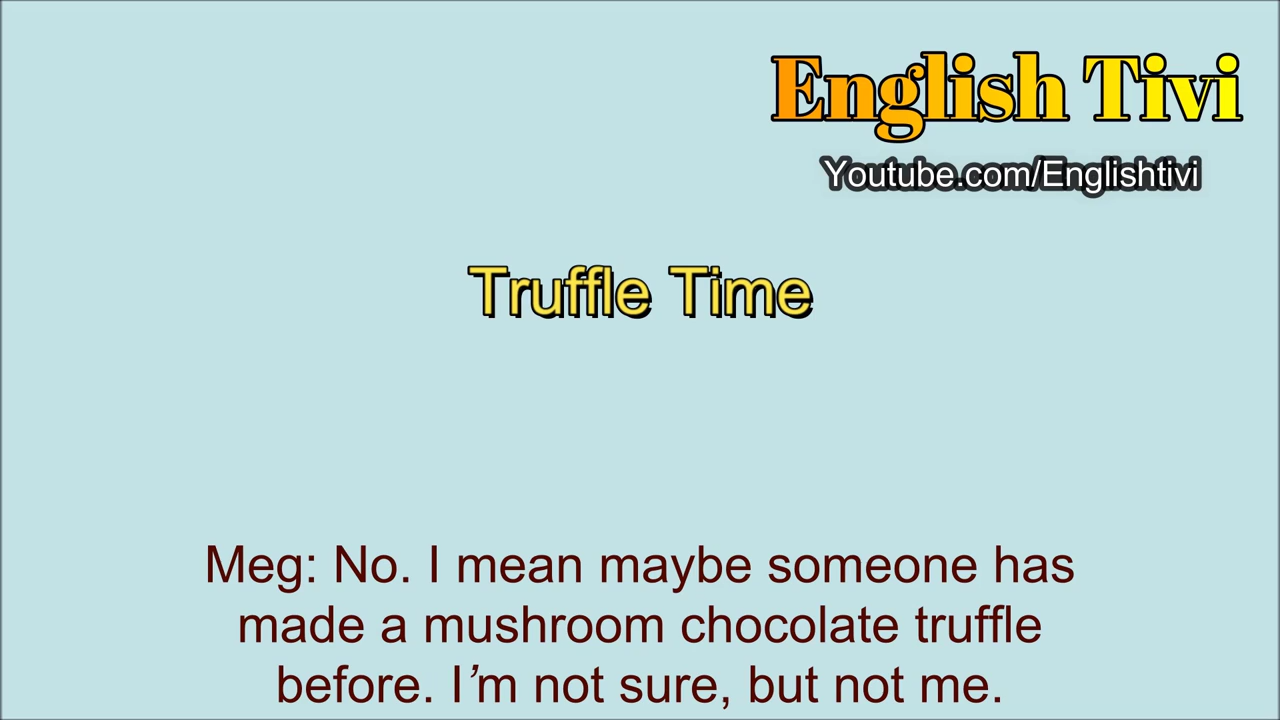 English Tivi
Youtube.com/Englishtivi
Truffle Time
Meg: No. I mean maybe someone has
made a mushroom chocolate truffle
before. I’m not sure, but not me.